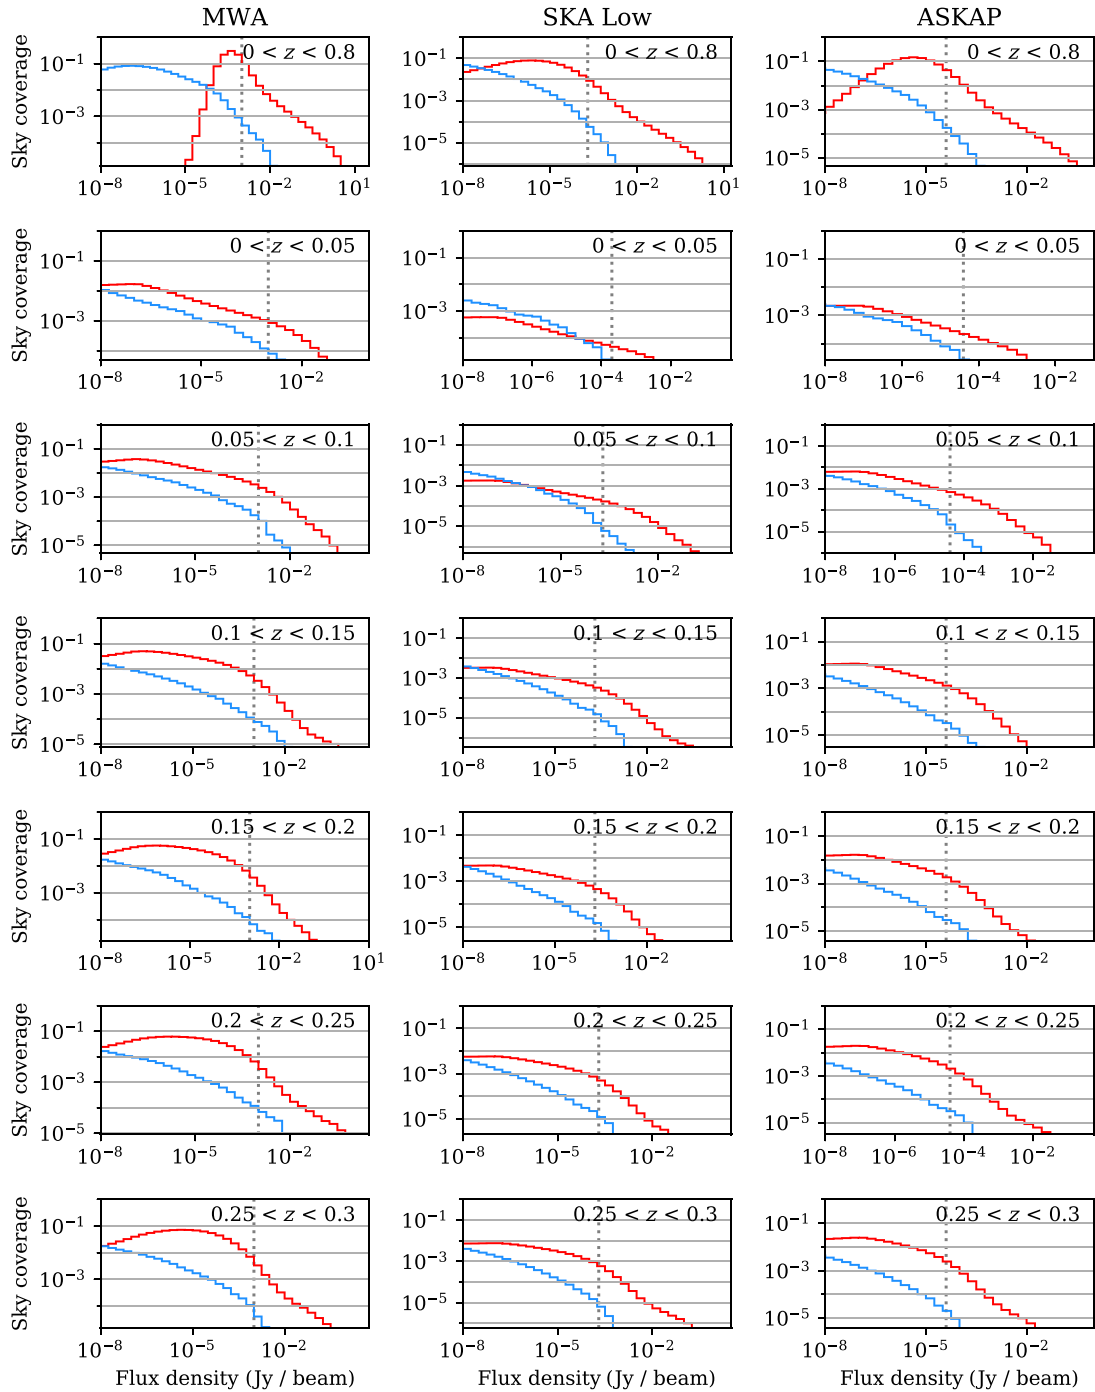 MWA SKA Low ASKAP
Sky coverage 10⁻¹ 10⁻³ 0 < z < 0.8 10⁻¹ 10⁻³ 10⁻⁵ 0 < z < 0.8 10⁻¹ 10⁻³ 10⁻⁵ 0 < z < 0.8
10⁻⁸ 10⁻⁵ 10⁻² 10¹ 10⁻⁸ 10⁻⁵ 10⁻² 10⁻⁸ 10⁻⁵ 10⁻²
Sky coverage 10⁻¹ 10⁻³ 0 < z < 0.05 10⁻¹ 10⁻³ 0 < z < 0.05 10⁻¹ 10⁻³ 0 < z < 0.05
10⁻⁸ 10⁻⁵ 10⁻² 10⁻⁸ 10⁻⁶ 10⁻⁴ 10⁻² 10⁻⁸ 10⁻⁶ 10⁻⁴ 10⁻²
Sky coverage 10⁻¹ 10⁻³ 10⁻⁵ 0.05 < z < 0.1 10⁻¹ 10⁻³ 10⁻⁵ 0.05 < z < 0.1 10⁻¹ 10⁻³ 10⁻⁵ 0.05 < z < 0.1
10⁻⁸ 10⁻⁵ 10⁻² 10⁻⁸ 10⁻⁵ 10⁻² 10⁻⁸ 10⁻⁶ 10⁻⁴ 10⁻²
Sky coverage 10⁻¹ 10⁻³ 10⁻⁵ 0.1 < z < 0.15 10⁻¹ 10⁻³ 10⁻⁵ 0.1 < z < 0.15 10⁻¹ 10⁻³ 10⁻⁵ 0.1 < z < 0.15
10⁻⁸ 10⁻⁵ 10⁻² 10⁻⁸ 10⁻⁵ 10⁻² 10⁻⁸ 10⁻⁵ 10⁻²
Sky coverage 10⁻¹ 10⁻³ 0.15 < z < 0.2 10⁻¹ 10⁻³ 10⁻⁵ 0.15 < z < 0.2 10⁻¹ 10⁻³ 10⁻⁵ 0.15 < z < 0.2
10⁻⁸ 10⁻⁵ 10⁻² 10¹ 10⁻⁸ 10⁻⁵ 10⁻² 10⁻⁸ 10⁻⁵ 10⁻²
Sky coverage 10⁻¹ 10⁻³ 10⁻⁵ 0.2 < z < 0.25 10⁻¹ 10⁻³ 10⁻⁵ 0.2 < z < 0.25 10⁻¹ 10⁻³ 10⁻⁵ 0.2 < z < 0.25
10⁻⁸ 10⁻⁵ 10⁻² 10⁻⁸ 10⁻⁵ 10⁻² 10⁻⁸ 10⁻⁶ 10⁻⁴ 10⁻²
Sky coverage 10⁻¹ 10⁻³ 0.25 < z < 0.3 10⁻¹ 10⁻³ 10⁻⁵ 0.25 < z < 0.3 10⁻¹ 10⁻³ 10⁻⁵ 0.25 < z < 0.3
10⁻⁸ 10⁻⁵ 10⁻² 10⁻⁸ 10⁻⁵ 10⁻² 10⁻⁸ 10⁻⁵ 10⁻²
Flux density (Jy / beam) Flux density (Jy / beam) Flux density (Jy / beam)